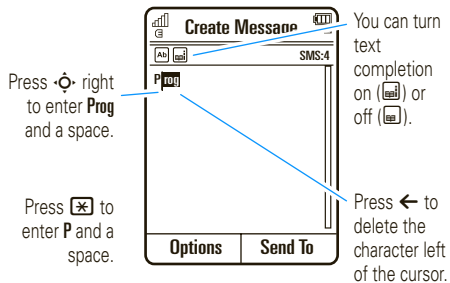 Press right
to enter Prog
and a space.
Press * to
enter P and a
space.
Create Message
Ab
SMS:4
Prog
Options
Send To
You can turn
text
completion
on ( ) or
off ( ).
Press ← to
delete the
character left
of the cursor.